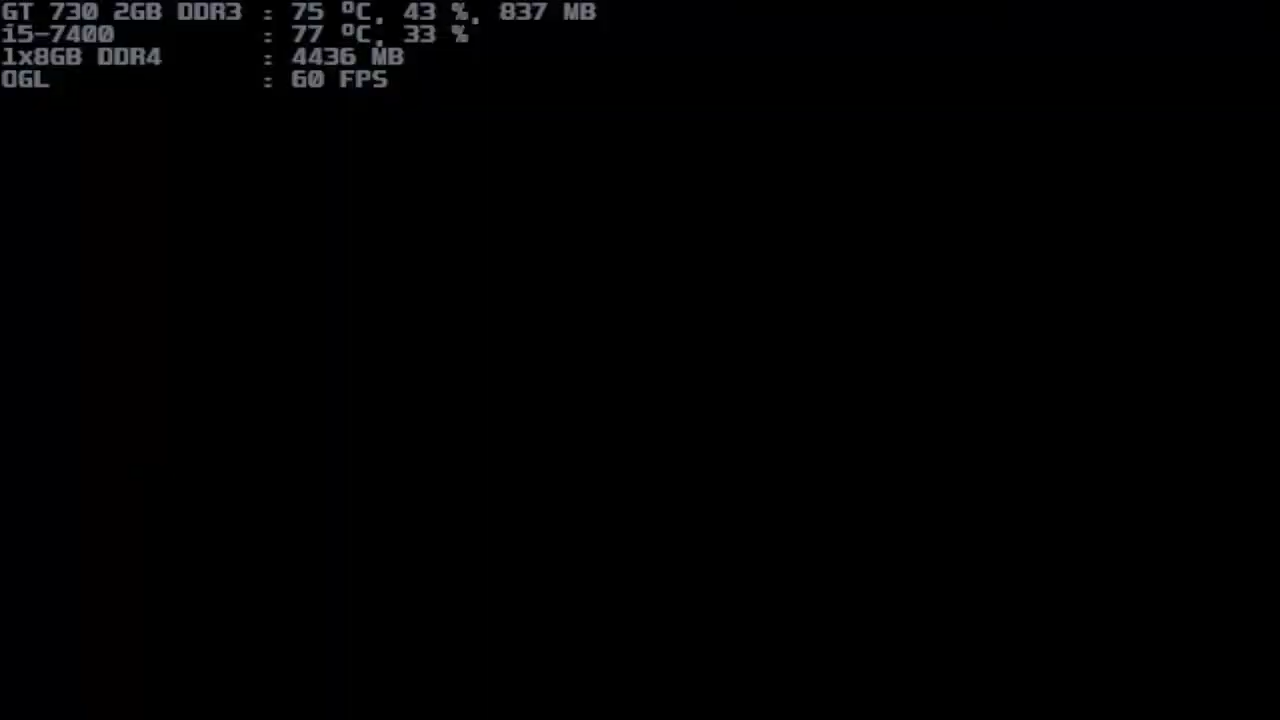 GT 730 2GB DDR3 : 75 ºC, 43 %, 837 MB
i5-7400 : 77 ºC, 33 %
1x8GB DDR4 : 4436 MB
OGL : 60 FPS